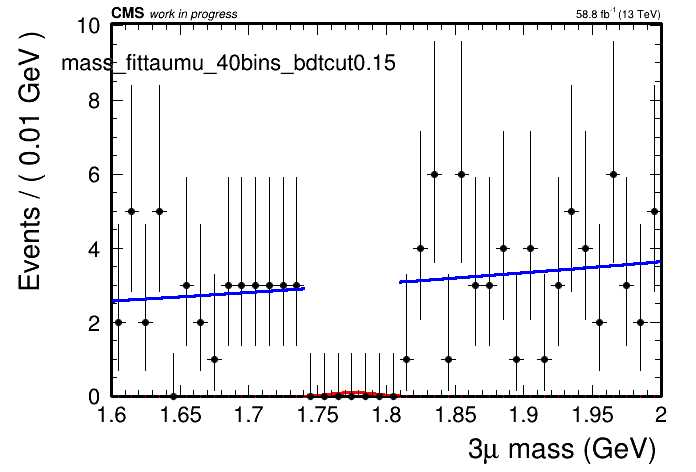 CMS work in progress
58.8 fb-1 (13 TeV)
mass_fittaumu_40bins_bdtcut0.15
Events / ( 0.01 GeV )
10
8
6
4
2
0
1.6 1.65 1.7 1.75 1.8 1.85 1.9 1.95 2
3μ mass (GeV)